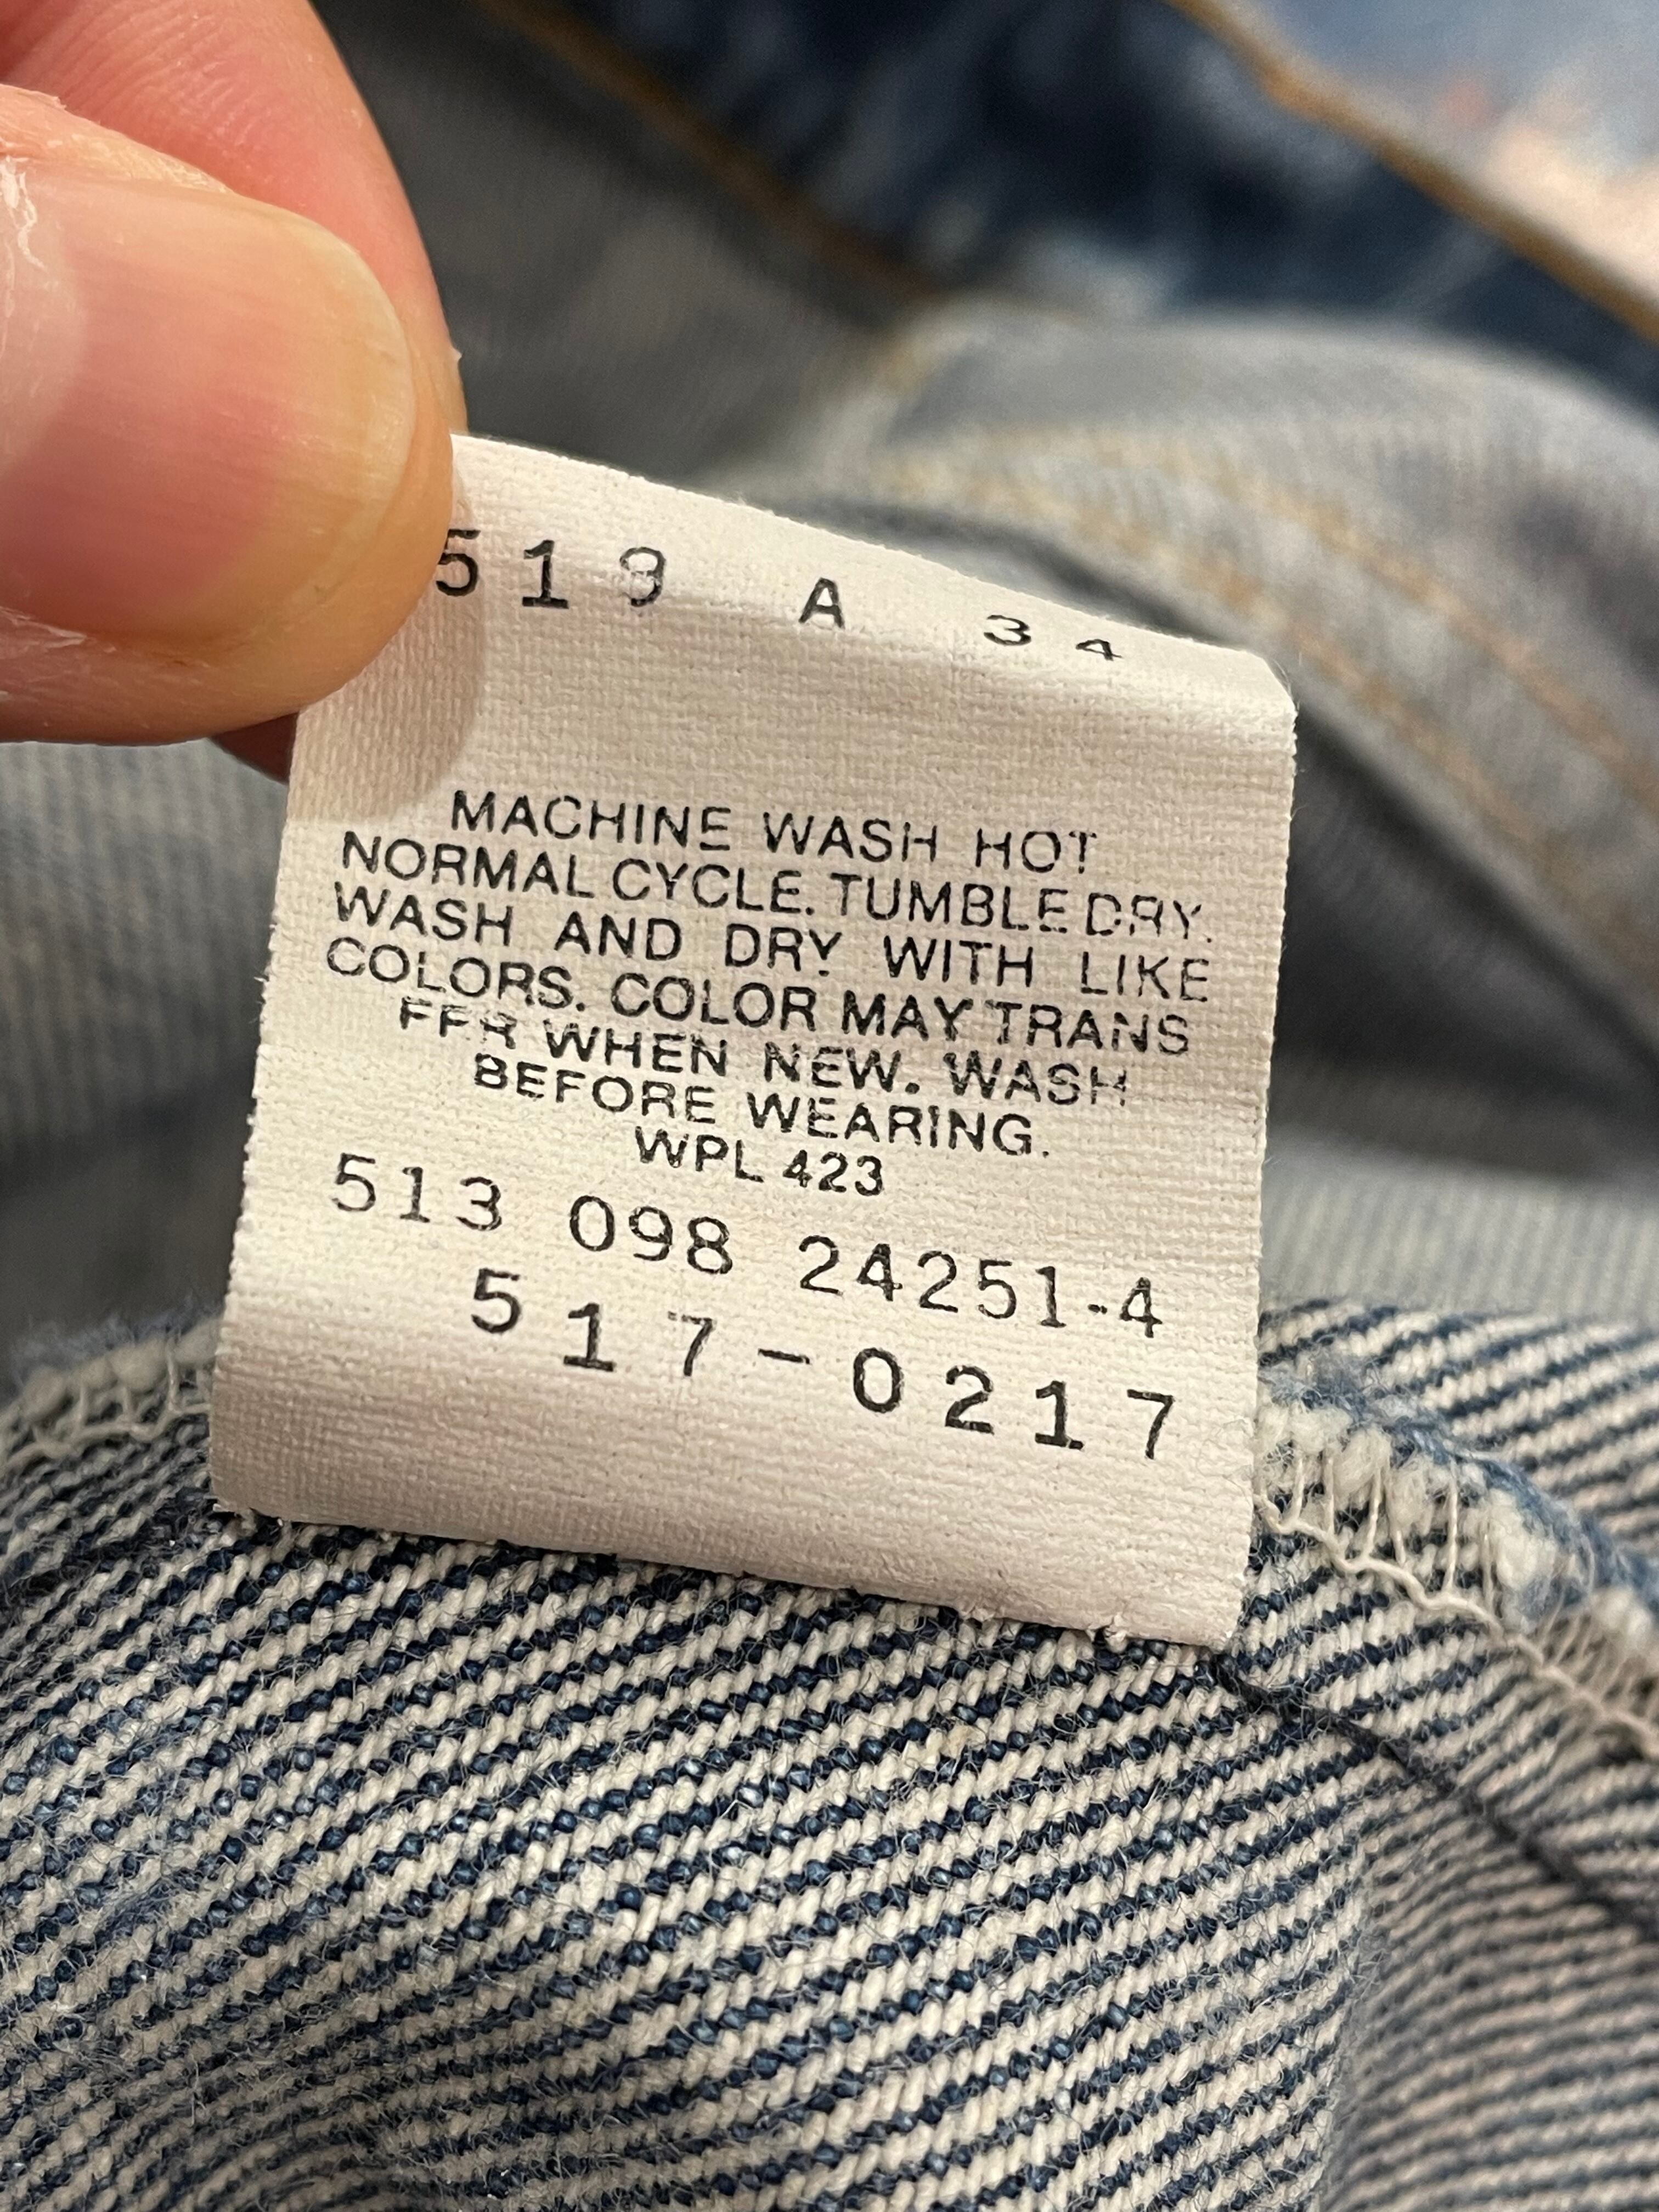 519 A 34
MACHINE WASH HOT
NORMAL CYCLE. TUMBLE DRY.
WASH AND DRY WITH LIKE
COLORS. COLOR MAY TRANS
FER WHEN NEW. WASH
BEFORE WEARING.
WPL 423
513 098 24251-4
517-0217